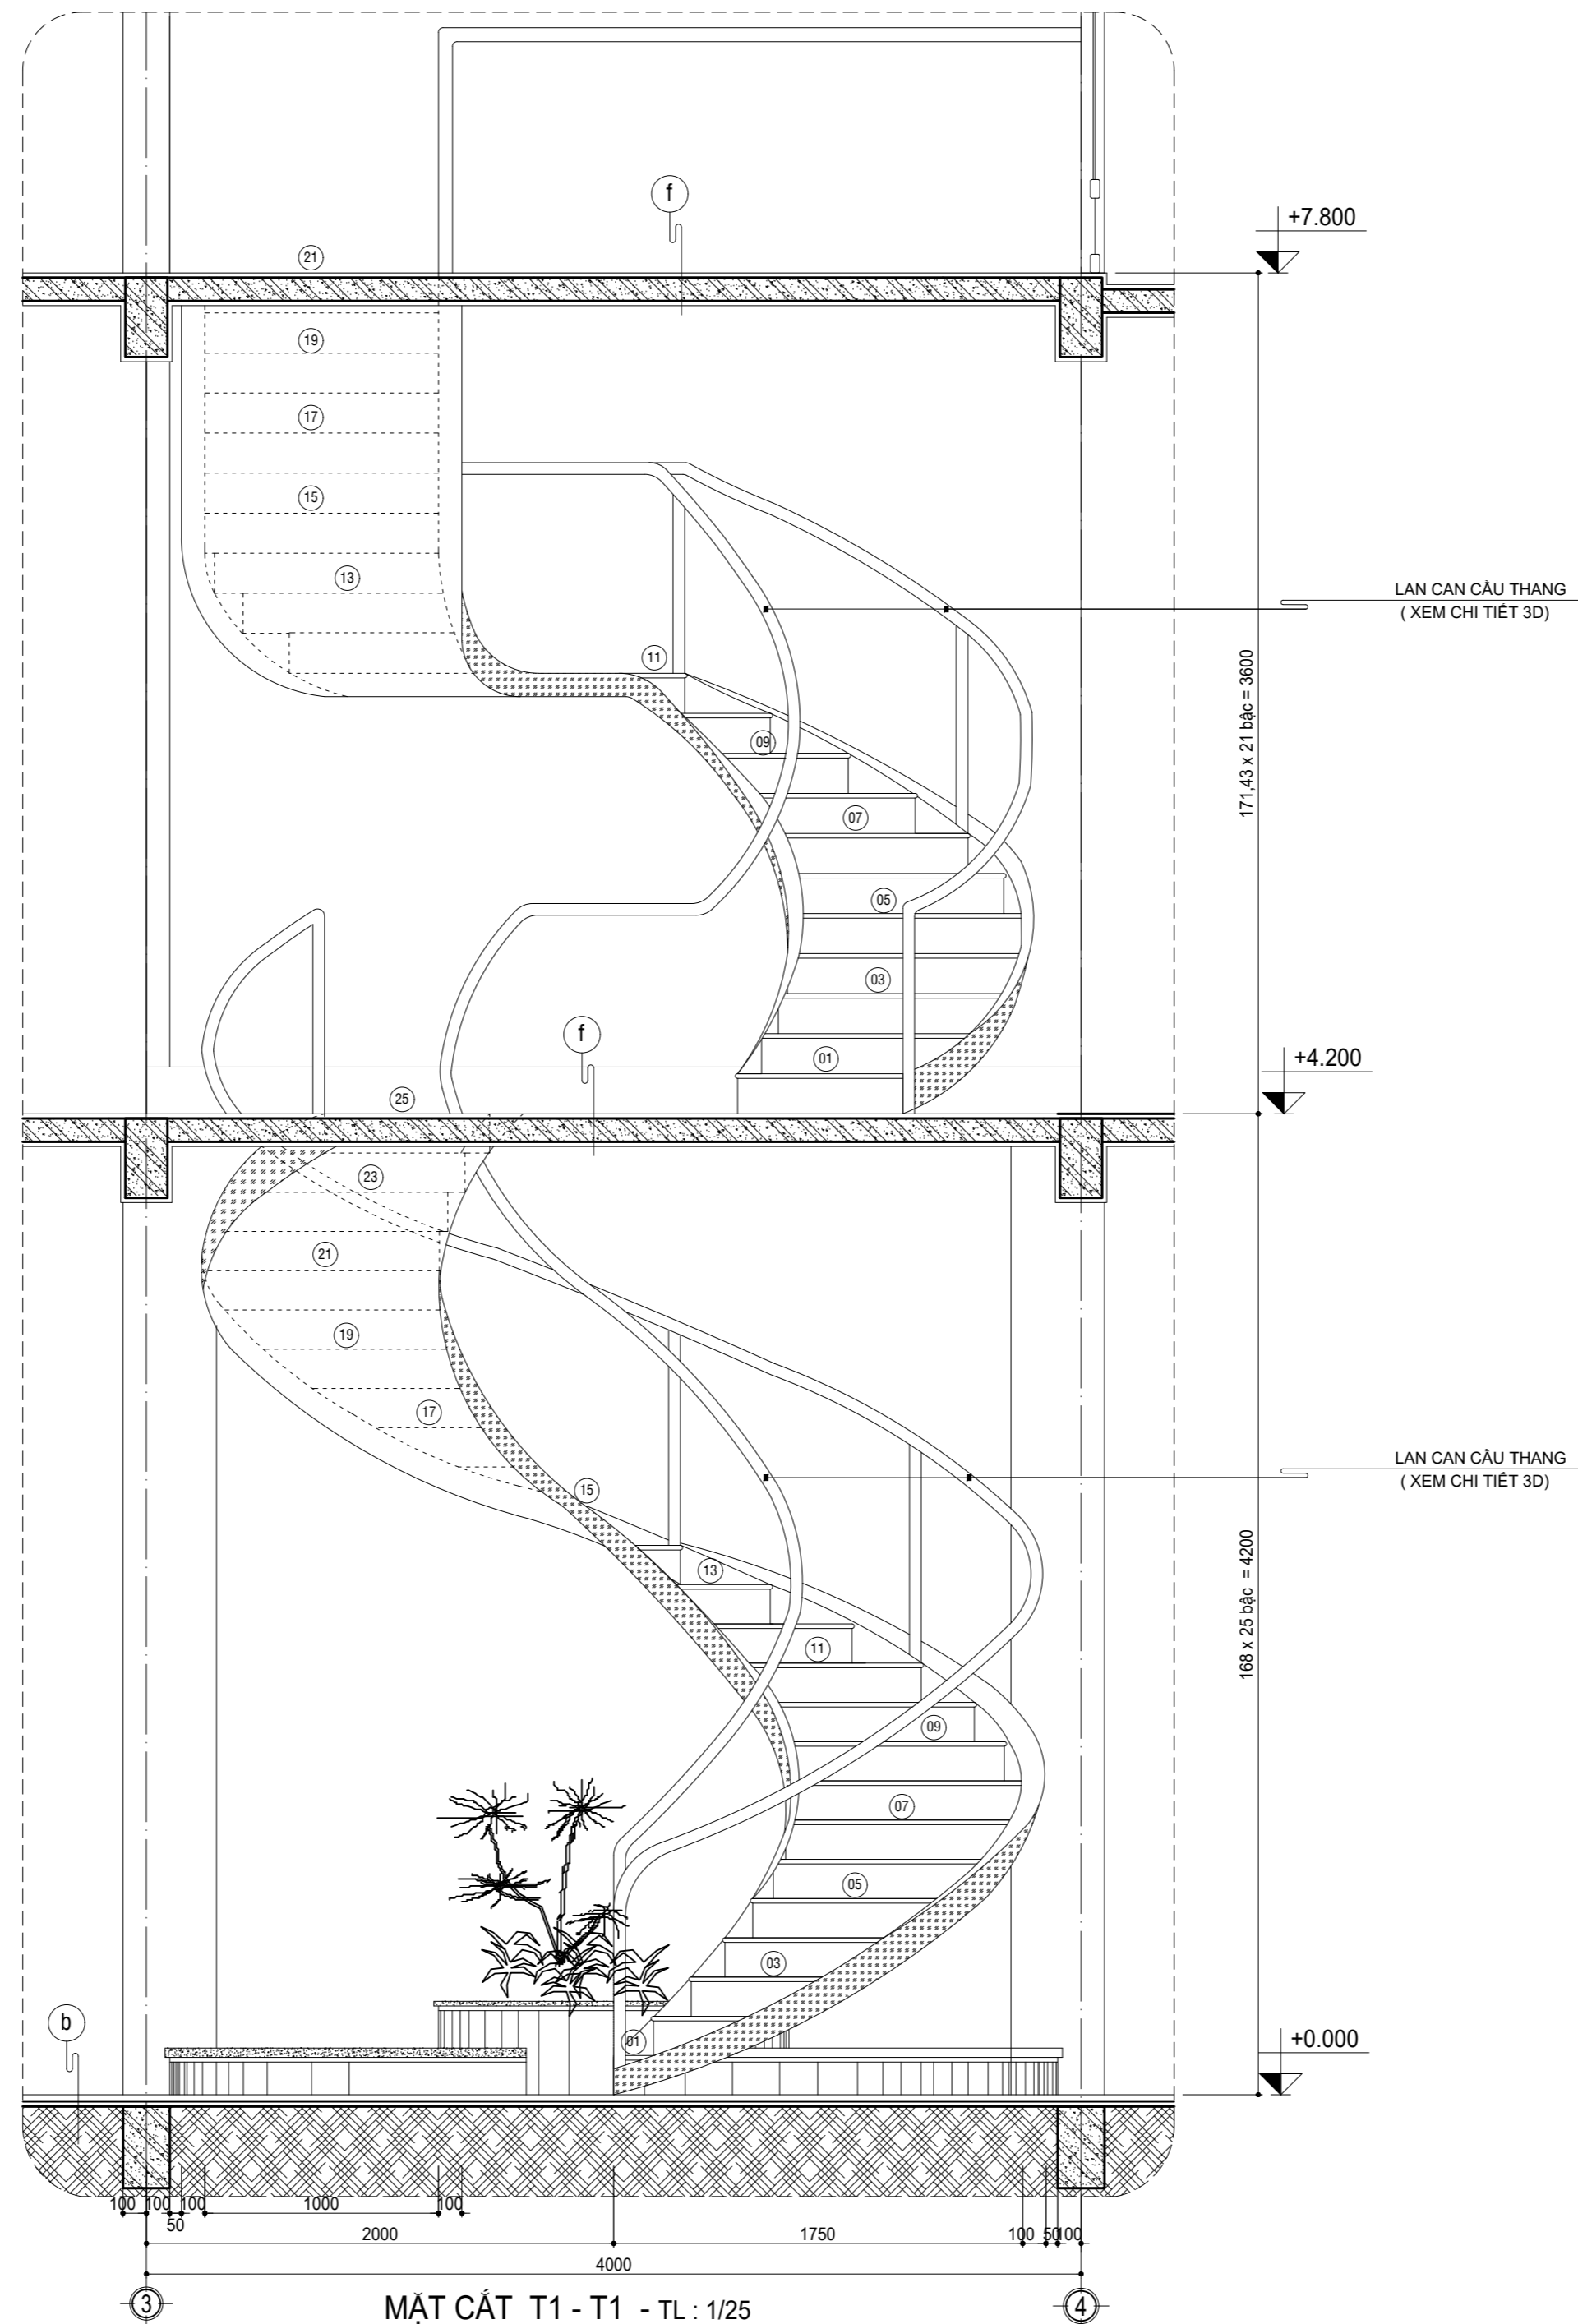 f
+7.800
21
19
17
15
13
LAN CAN CẦU THANG
( XEM CHI TIẾT 3D)
11
171,43 x 21 bậc = 3600
09
07
05
03
f
01
+4.200
25
23
21
19
17
LAN CAN CẦU THANG
( XEM CHI TIẾT 3D)
15
168 x 25 bậc = 4200
13
11
09
07
05
03
b
01
+0.000
100 100 100 1000 100
50
2000 1750 100 50 100
4000
3 MẶT CẮT T1 - T1 - TL : 1/25 4